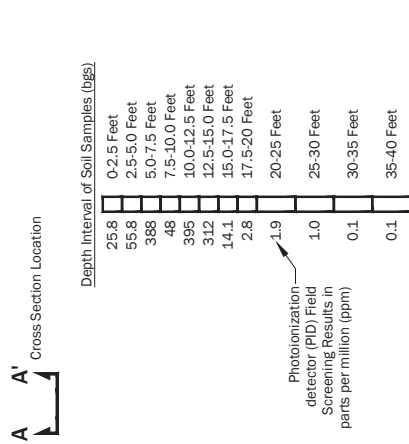 A A'
Cross Section Location
Depth Interval of Soil Samples (bgs)
25.8 0-2.5 Feet
55.8 2.5-5.0 Feet
388 5.0-7.5 Feet
48 7.5-10.0 Feet
395 10.0-12.5 Feet
312 12.5-15.0 Feet
14.1 15.0-17.5 Feet
2.8 17.5-20 Feet
1.9 20-25 Feet
1.0 25-30 Feet
0.1 30-35 Feet
0.1 35-40 Feet
Photoionization
detector (PID) Field
Screening Results in
parts per million (ppm)